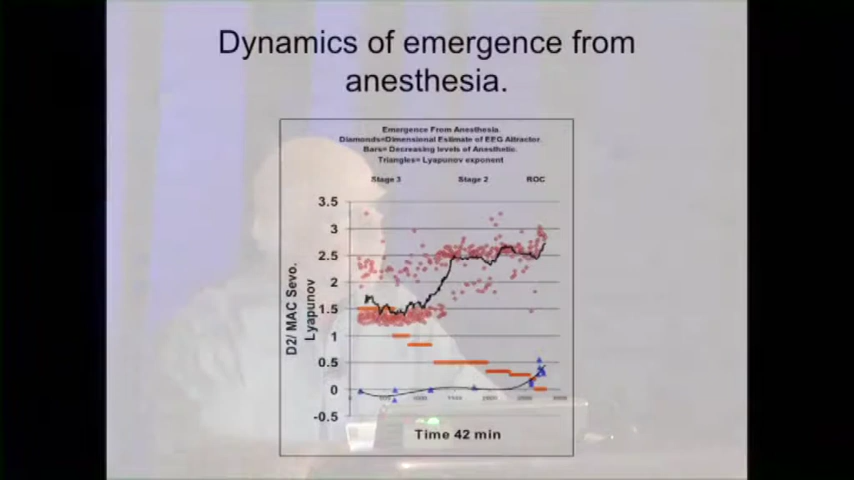 Dynamics of emergence from
anesthesia.
Emergence From Anesthesia.
Diamonds=Dimensional Estimate of EEG Attractor.
Bars= Decreasing levels of Anesthetic.
Triangles= Lyapunov exponent
Stage 3 Stage 2 ROC
3.5
3
2.5
2
1.5
1
0.5
0
-0.5
D2/ MAC Sevo.
Lyapunov
Time 42 min